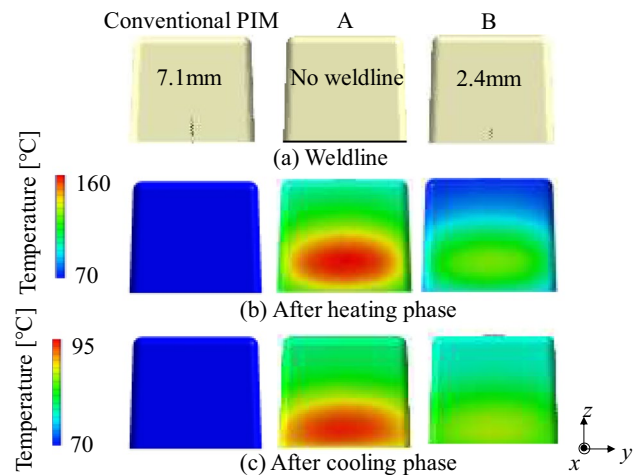 Conventional PIM A B
7.1mm No weldline 2.4mm
(a) Weldline
Temperature [°C]
160
70
(b) After heating phase
Temperature [°C]
95
70
(c) After cooling phase
z
x y